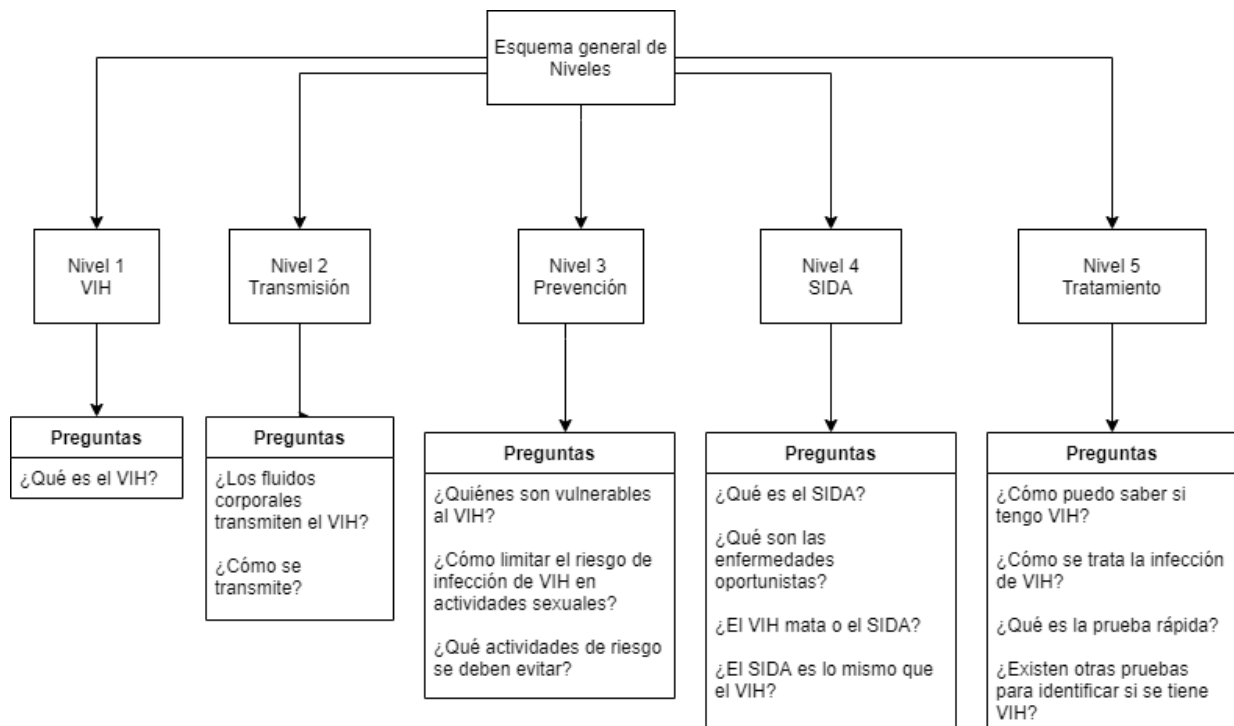 Esquema general de
Niveles
Nivel 1
VIH
Nivel 2
Transmisión
Nivel 3
Prevención
Nivel 4
SIDA
Nivel 5
Tratamiento
Preguntas
¿Qué es el VIH?
Preguntas
¿Los fluidos
corporales
transmiten el VIH?
¿Cómo se
transmite?
Preguntas
¿Quiénes son vulnerables
al VIH?
¿Cómo limitar el riesgo de
infección de VIH en
actividades sexuales?
¿Qué actividades de riesgo
se deben evitar?
Preguntas
¿Qué es el SIDA?
¿Qué son las
enfermedades
oportunistas?
¿El VIH mata o el SIDA?
¿El SIDA es lo mismo que
el VIH?
Preguntas
¿Cómo puedo saber si
tengo VIH?
¿Cómo se trata la infección
de VIH?
¿Qué es la prueba rápida?
¿Existen otras pruebas
para identificar si se tiene
VIH?